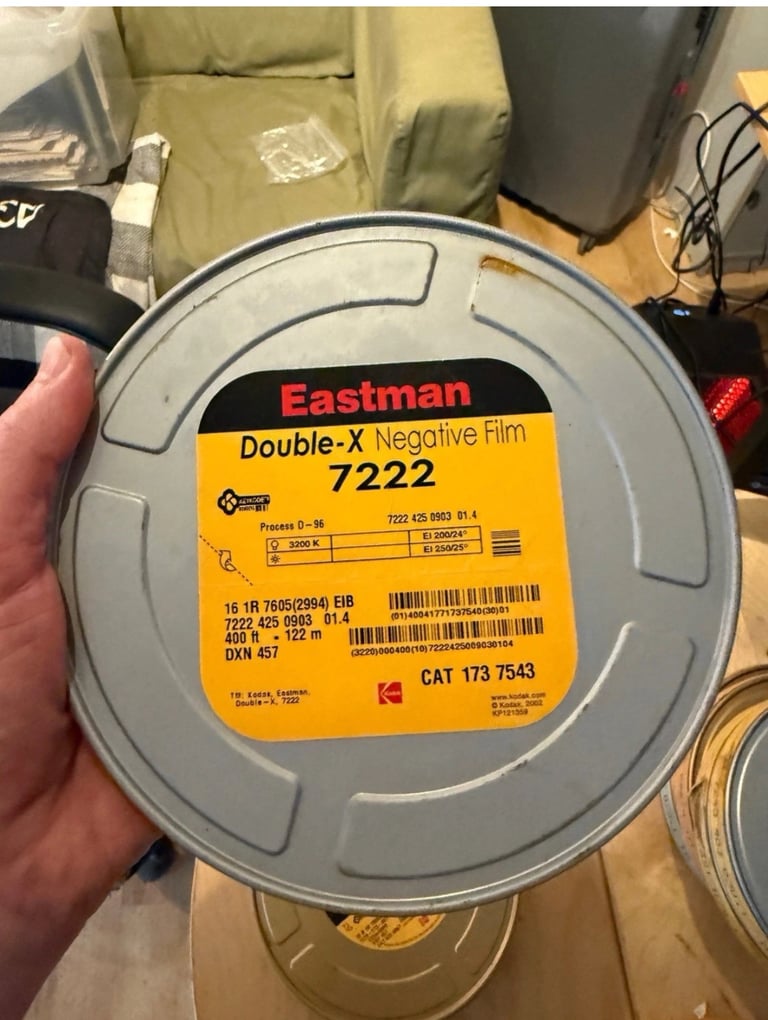 Eastman
Double-X Negative Film
7222
KEYKODE
Process D-96
7222 425 0903 01.4
3200 K EI 200/24°
EI 250/25°
16 1R 7605(2994) EIB
7222 425 0903 01.4
400 ft - 122 m
DXN 457
(01)40041771737540(30)01
(3220)000400(10)7222425009030104
CAT 173 7543
TM: Kodak, Eastman,
Double-X, 7222
Kodak
www.kodak.com
© Kodak, 2002
KP121359